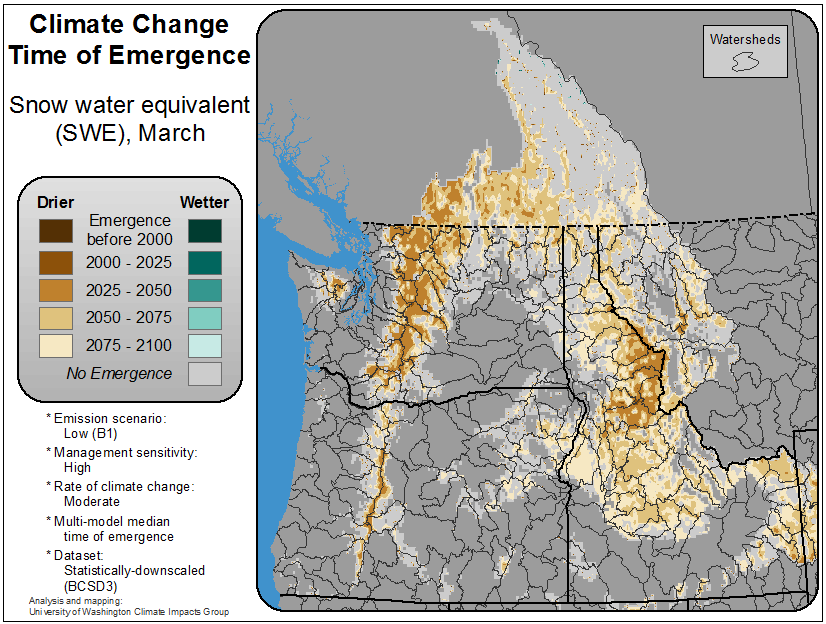 Climate Change
Time of Emergence
Snow water equivalent
(SWE), March
Drier
Wetter
Emergence
before 2000
2000 - 2025
2025 - 2050
2050 - 2075
2075 - 2100
No Emergence
* Emission scenario:
Low (B1)
* Management sensitivity:
High
* Rate of climate change:
Moderate
* Multi-model median
time of emergence
* Dataset:
Statistically-downscaled
(BCSD3)
Analysis and mapping:
University of Washington Climate Impacts Group
Watersheds